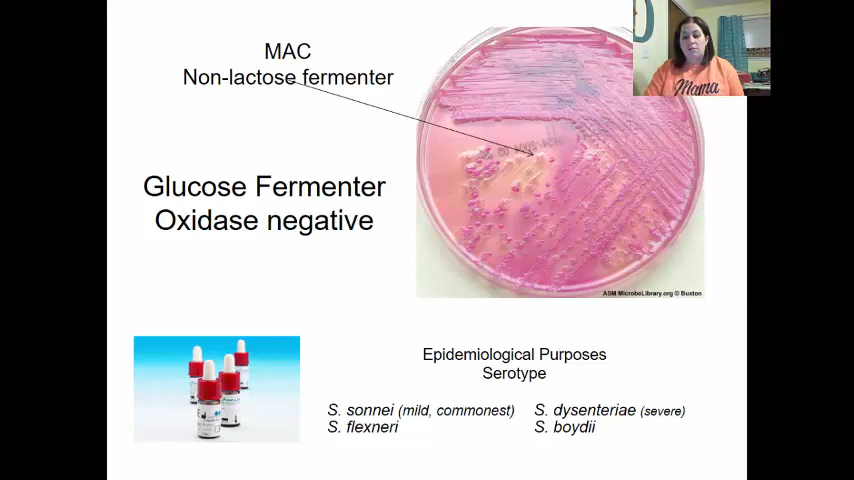 MAC
Non-lactose fermenter
Glucose Fermenter
Oxidase negative
Mama
ASM MicrobeLibrary.org © Buxton
Epidemiological Purposes
Serotype
S. sonnei (mild, commonest) S. dysenteriae (severe)
S. flexneri S. boydii